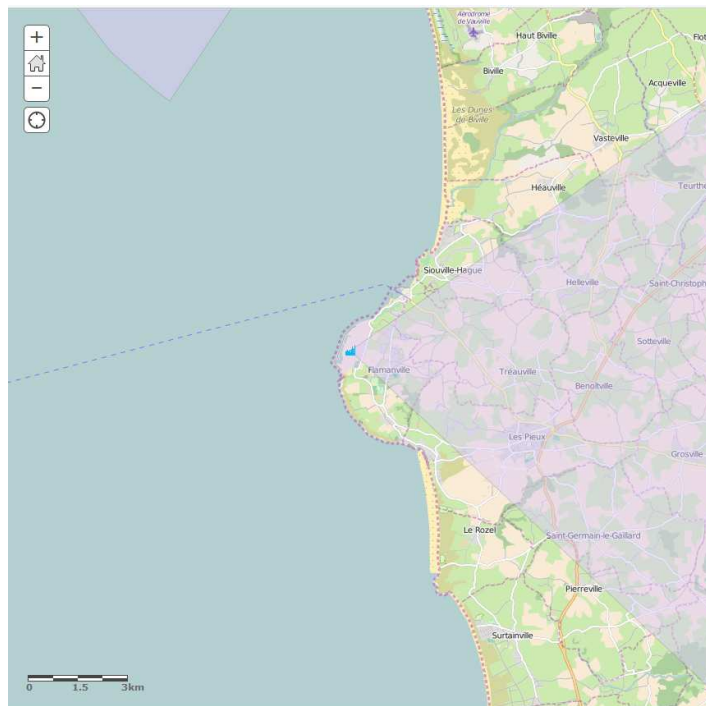 Aérodrome
de Vauville
Haut Biville
Flot
Biville
Acqueville
Les Dunes
de Biville
Vasteville
Héauville
Teurthe
Siouville-Hague
Helleville
Saint-Christoph
Sotteville
Flamanville
Tréauville
Benoîtville
Les Pieux
Grosville
Le Rozel
Saint-Germain-le-Gaillard
Pierreville
Surtainville
0 1.5 3km